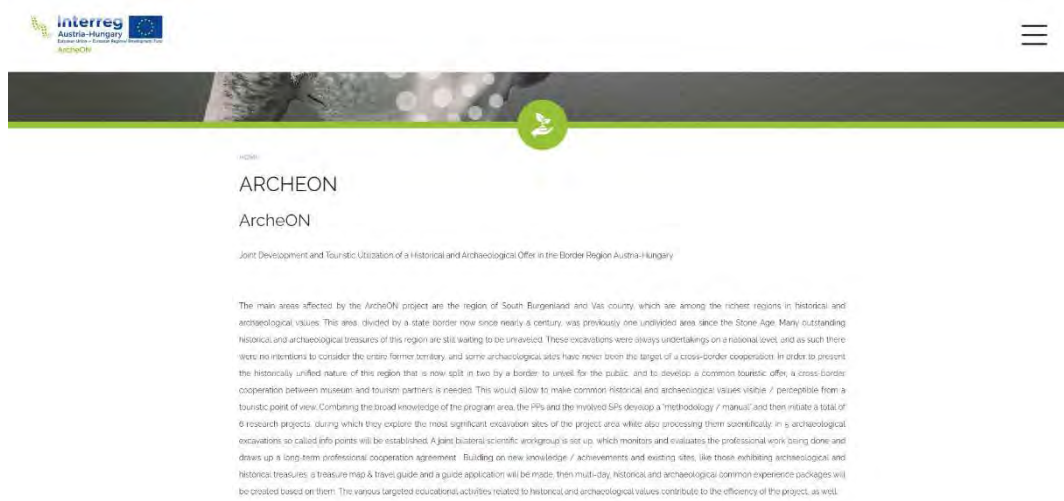 Interreg
Austria-Hungary
European Union – European Regional Development Fund
ArcheON
HOME
ARCHEON
ArcheON
Joint Development and Touristic Utilization of a Historical and Archaeological Offer in the Border Region Austria-Hungary
The main areas affected by the ArcheON project are the region of South Burgenland and Vas county, which are among the richest regions in historical and
archaeological values. This area, divided by a state border now since nearly a century, was previously one undivided area since the Stone Age. Many outstanding
historical and archaeological treasures of this region are still waiting to be unraveled. These excavations were always undertakings on a national level, and as such there
were no intentions to consider the entire former territory, and some archaeological sites have never been the target of a cross-border cooperation. In order to present
the historically unified nature of this region that is now split in two by a border, to unveil for the public, and to develop a common touristic offer, a cross-border
cooperation between museum and tourism partners is needed. This would allow to make common historical and archaeological values visible / perceptible from a
touristic point of view. Combining the broad knowledge of the program area, the PPs and the involved SPs develop a "methodology / manual" and then initiate a total of
6 research projects, during which they explore the most significant excavation sites of the project area while also processing them scientifically. in 5 archaeological
excavations so called info points will be established. A joint bilateral scientific workgroup is set up, which monitors and evaluates the professional work being done and
draws up a long-term professional cooperation agreement . Building on new knowledge / achievements and existing sites, like those exhibiting archaeological and
historical treasures, a treasure map & travel guide and a guide application will be made, then multi-day, historical and archaeological common experience packages will
be created based on them. The various targeted educational activities related to historical and archaeological values contribute to the efficiency of the project, as well.